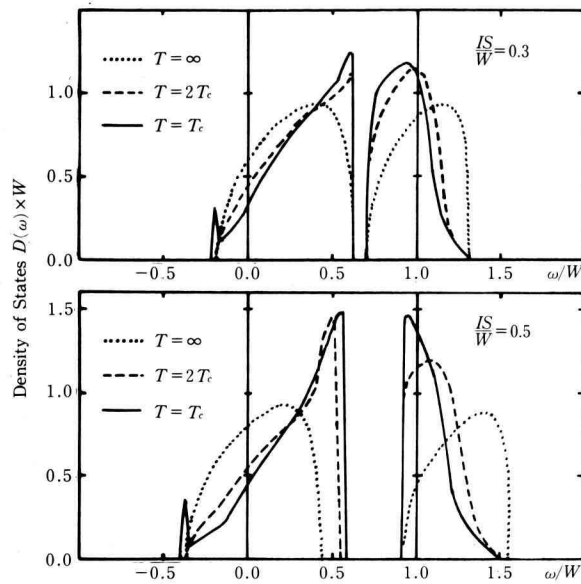 Density of States D(ω)×W
1.0
0.5
0.0
T = ∞
T = 2T_c
T = T_c
IS/W = 0.3
−0.5 0.0 0.5 1.0 ω/W
1.5
1.0
0.5
0.0
T = ∞
T = 2T_c
T = T_c
IS/W = 0.5
−0.5 0.0 0.5 1.0 1.5 ω/W